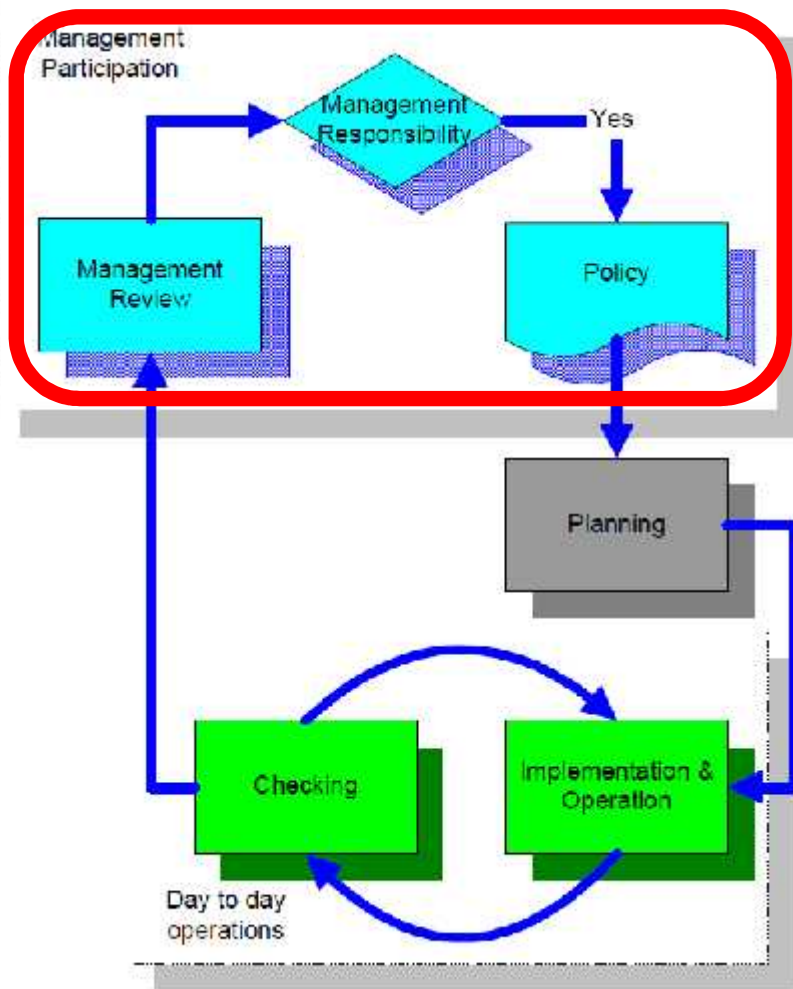 Management
Participation
Management
Responsibility
Yes
Management
Review
Policy
Planning
Checking
Implementation &
Operation
Day to day
operations